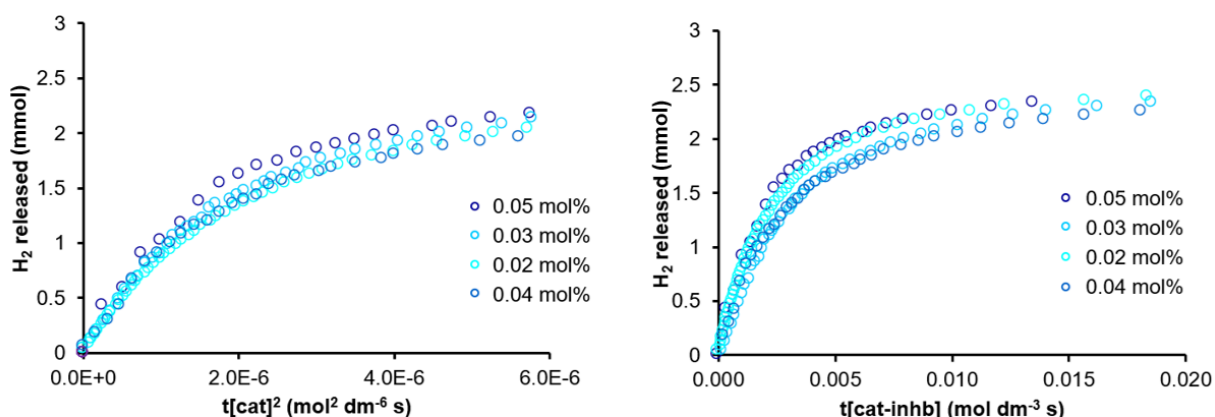 3
2.5
2
1.5
1
0.5
0
H₂ released (mmol)
0.05 mol%
0.03 mol%
0.02 mol%
0.04 mol%
0.0E+0 2.0E-6 4.0E-6 6.0E-6
t[cat]² (mol² dm⁻⁶ s)
3
2.5
2
1.5
1
0.5
0
H₂ released (mmol)
0.05 mol%
0.03 mol%
0.02 mol%
0.04 mol%
0.000 0.005 0.010 0.015 0.020
t[cat-inhb] (mol dm⁻³ s)